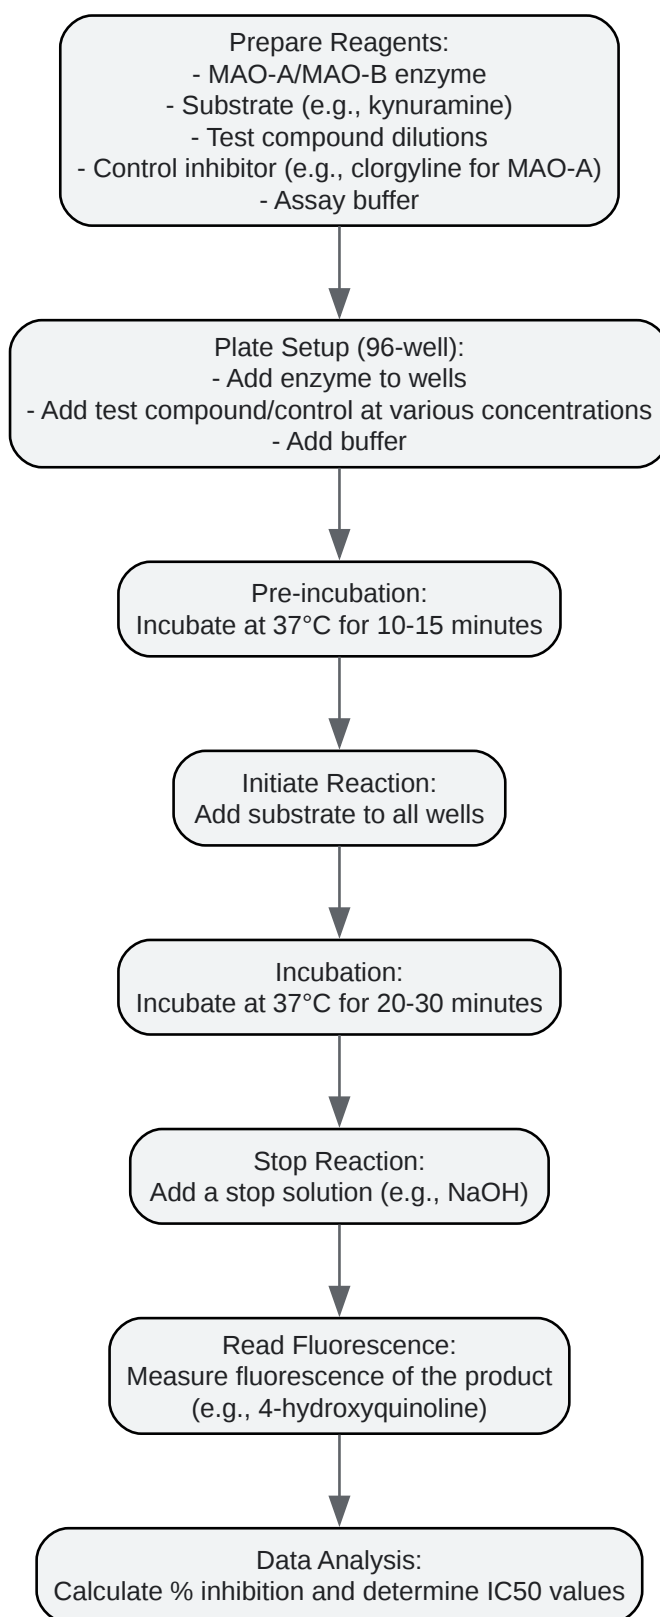 Prepare Reagents:
- MAO-A/MAO-B enzyme
- Substrate (e.g., kynuramine)
- Test compound dilutions
- Control inhibitor (e.g., clorgyline for MAO-A)
- Assay buffer
Plate Setup (96-well):
- Add enzyme to wells
- Add test compound/control at various concentrations
- Add buffer
Pre-incubation:
Incubate at 37°C for 10-15 minutes
Initiate Reaction:
Add substrate to all wells
Incubation:
Incubate at 37°C for 20-30 minutes
Stop Reaction:
Add a stop solution (e.g., NaOH)
Read Fluorescence:
Measure fluorescence of the product
(e.g., 4-hydroxyquinoline)
Data Analysis:
Calculate % inhibition and determine IC50 values